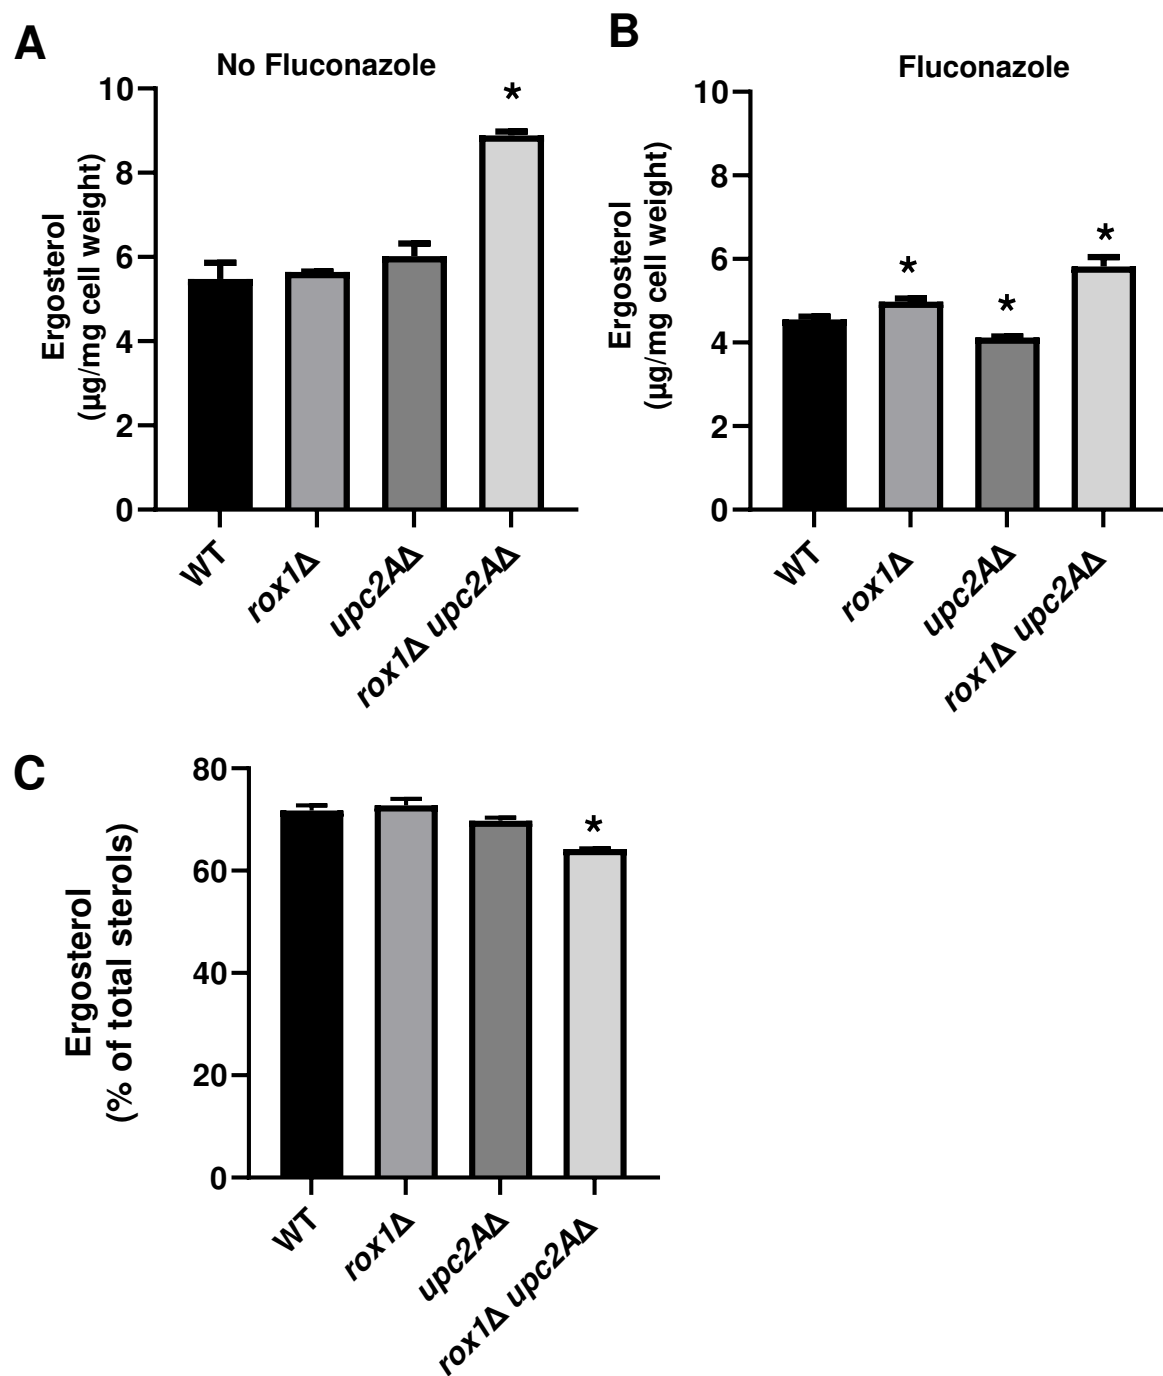 A
No Fluconazole
Ergosterol
(µg/mg cell weight)
10
8
6
4
2
0
*
WT
rox1Δ
upc2AΔ
rox1Δ upc2AΔ
B
Fluconazole
Ergosterol
(µg/mg cell weight)
10
8
6
4
2
0
*
*
*
WT
rox1Δ
upc2AΔ
rox1Δ upc2AΔ
C
Ergosterol
(% of total sterols)
80
60
40
20
0
*
WT
rox1Δ
upc2AΔ
rox1Δ upc2AΔ